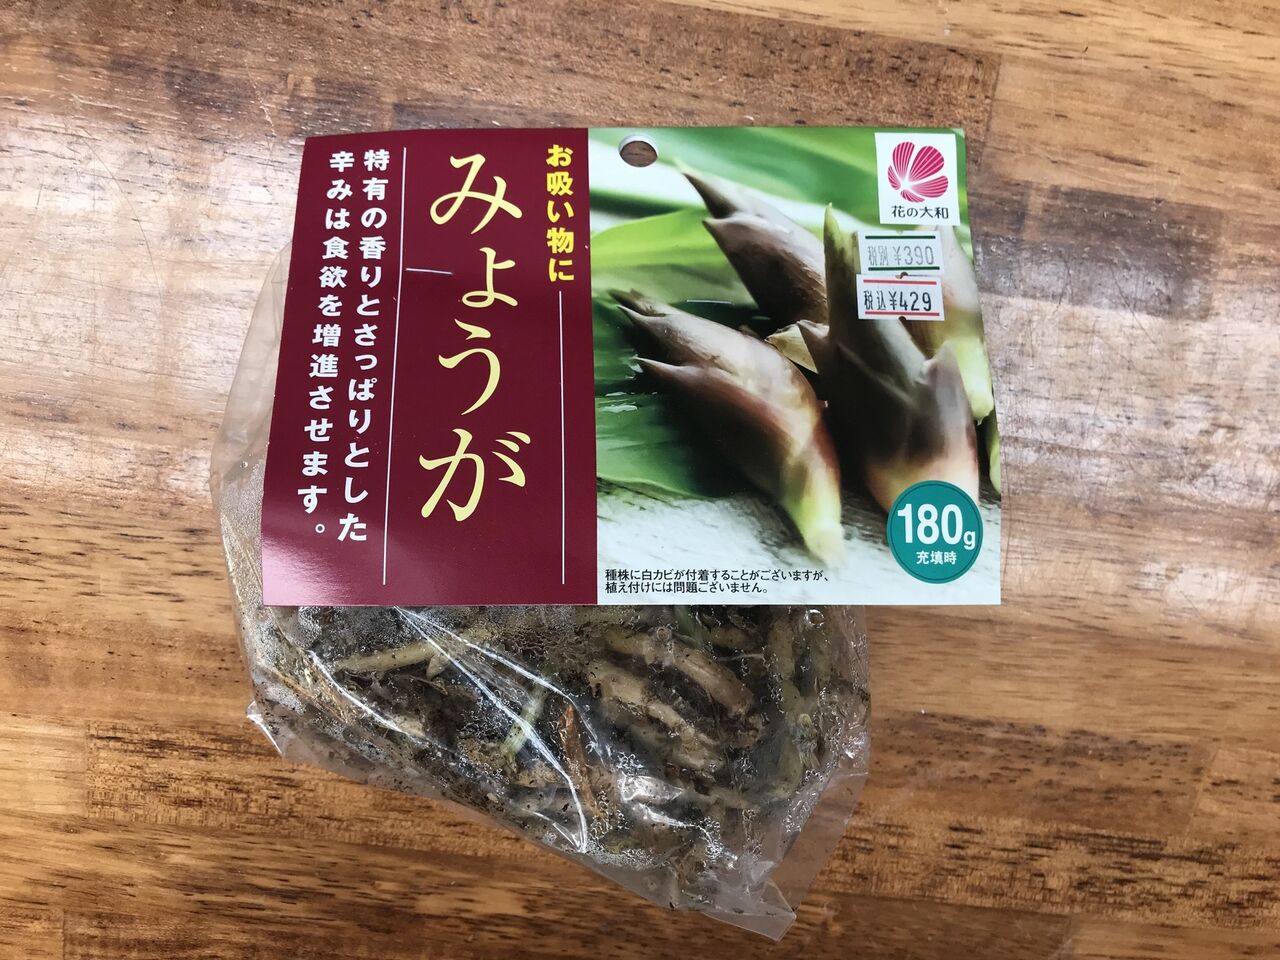 お吸い物に
みょうが
特有の香りとさっぱりとした
辛みは食欲を増進させます。
花の大和
税別 ¥390
税込 ¥429
180g
充填時
種株に白カビが付着することがございますが、
植え付けには問題ございません。